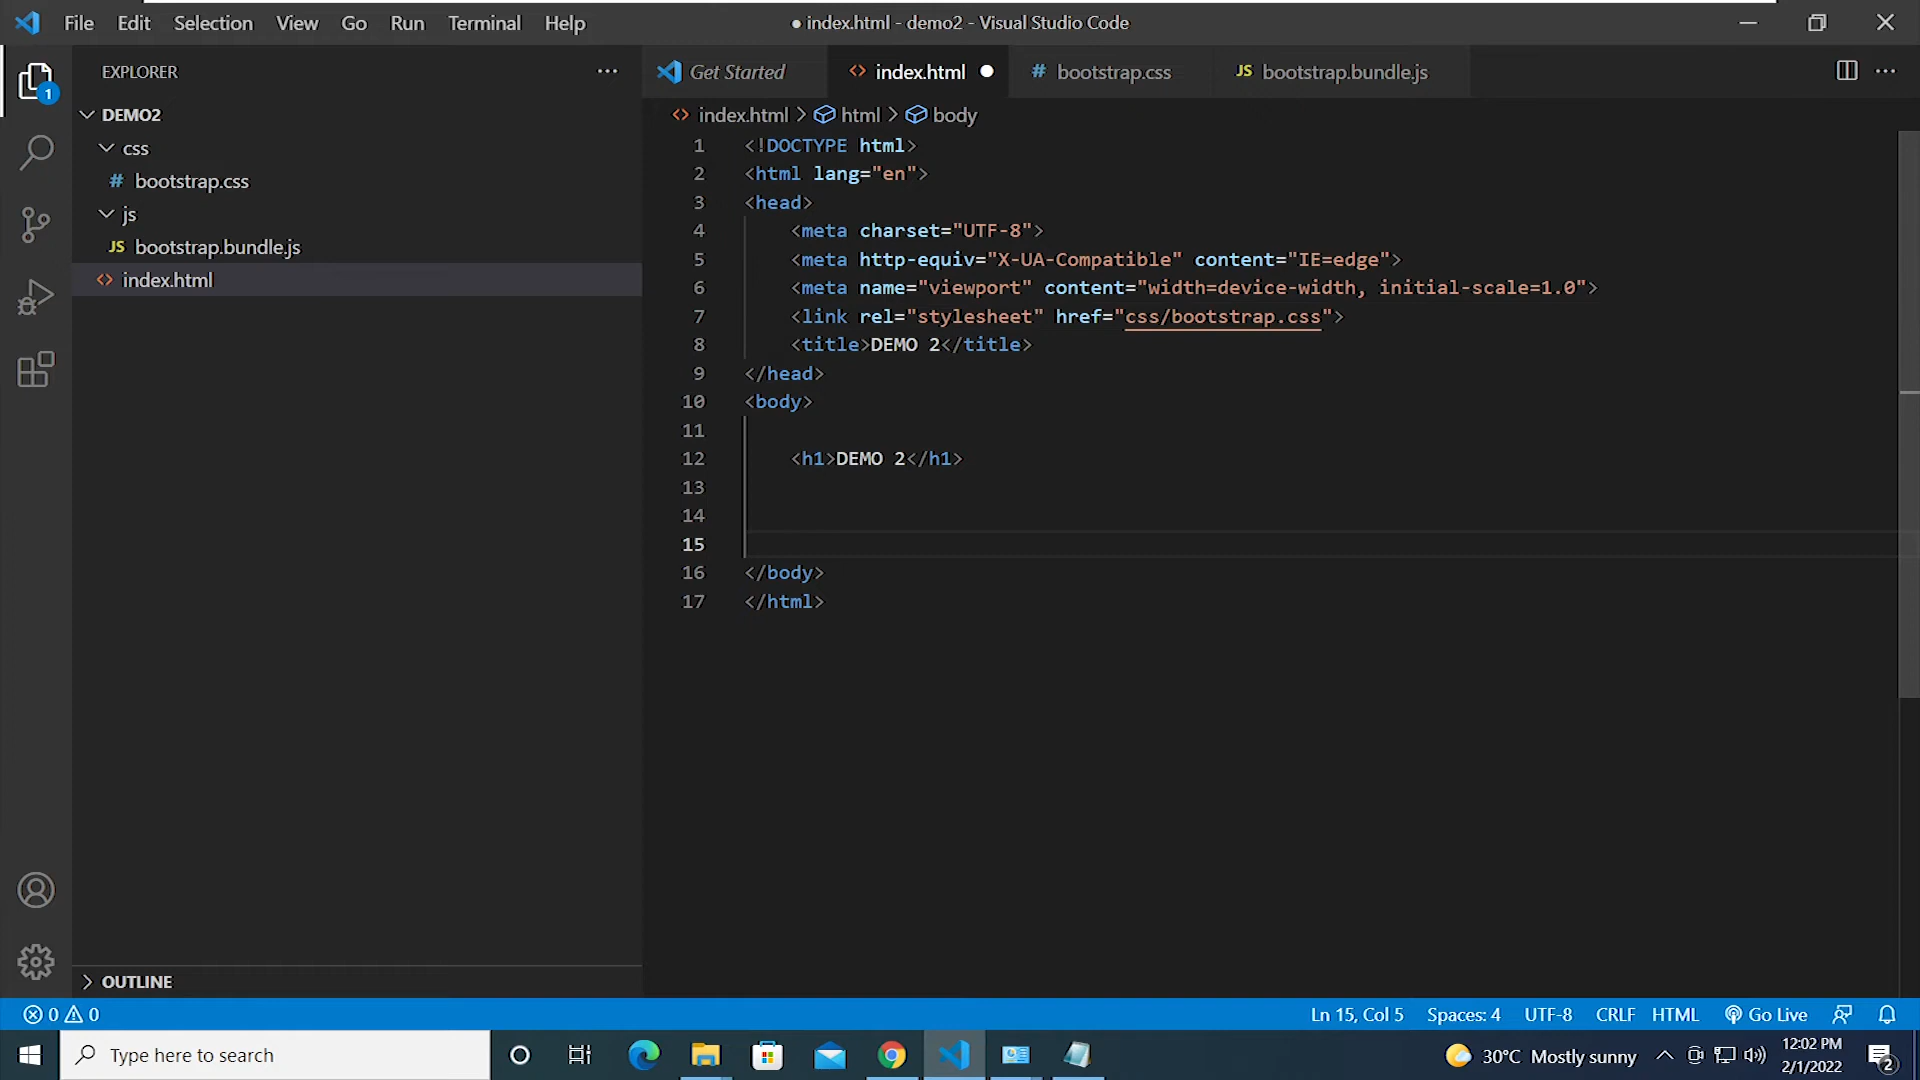 File Edit Selection View Go Run Terminal Help ● index.html - demo2 - Visual Studio Code
EXPLORER
Get Started index.html bootstrap.css JS bootstrap.bundle.js
1
DEMO2
index.html > html > body
css
# bootstrap.css
js
JS bootstrap.bundle.js
index.html
1 <!DOCTYPE html>
2 <html lang="en">
3 <head>
4 <meta charset="UTF-8">
5 <meta http-equiv="X-UA-Compatible" content="IE=edge">
6 <meta name="viewport" content="width=device-width, initial-scale=1.0">
7 <link rel="stylesheet" href="css/bootstrap.css">
8 <title>DEMO 2</title>
9 </head>
10 <body>
11
12 <h1>DEMO 2</h1>
13
14
15
16 </body>
17 </html>
OUTLINE
0 0 Ln 15, Col 5 Spaces: 4 UTF-8 CRLF HTML Go Live
Type here to search
30°C Mostly sunny
12:02 PM
2/1/2022
2